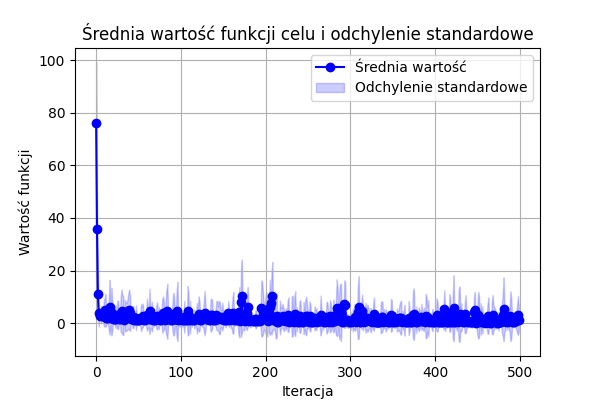 Średnia wartość funkcji celu i odchylenie standardowe
Średnia wartość
Odchylenie standardowe
Wartość funkcji
100
80
60
40
20
0
0 100 200 300 400 500
Iteracja